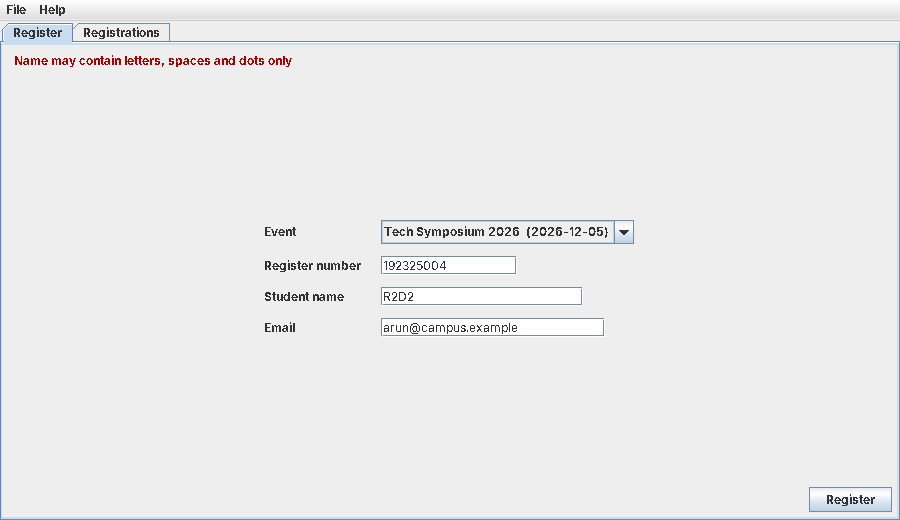 File Help
Register Registrations
Name may contain letters, spaces and dots only
Event Tech Symposium 2026 (2026-12-05)
Register number 192325004
Student name R2D2
Email arun@campus.example
Register